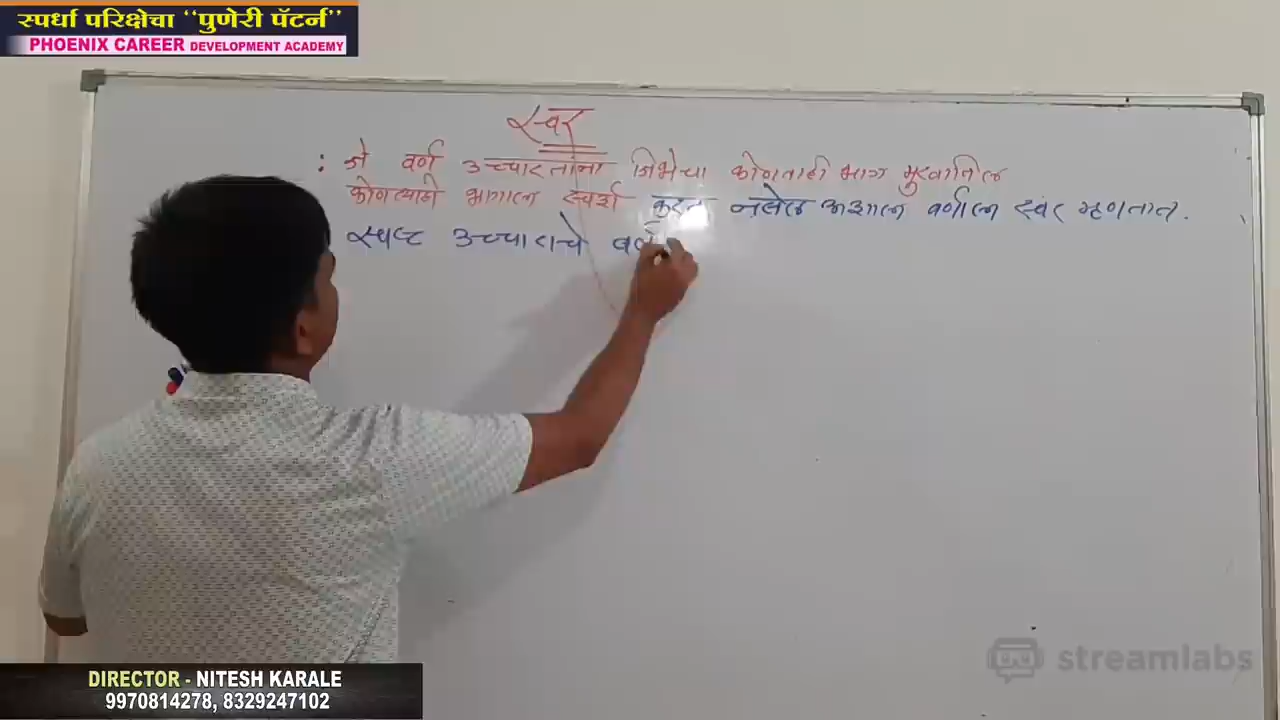 स्पर्धा परिक्षेचा “पुणेरी पॅटर्न”
PHOENIX CAREER DEVELOPMENT ACADEMY
स्वर
: जे वर्ण उच्चारतांना जिभेचा कोणताही भाग मुखातिल
कोणत्याही भागाला स्पर्श करत नसेल अशाला वर्णाला स्वर म्हणतात.
स्पष्ट उच्चाराचे वर्ण
DIRECTOR - NITESH KARALE
9970814278, 8329247102
streamlabs